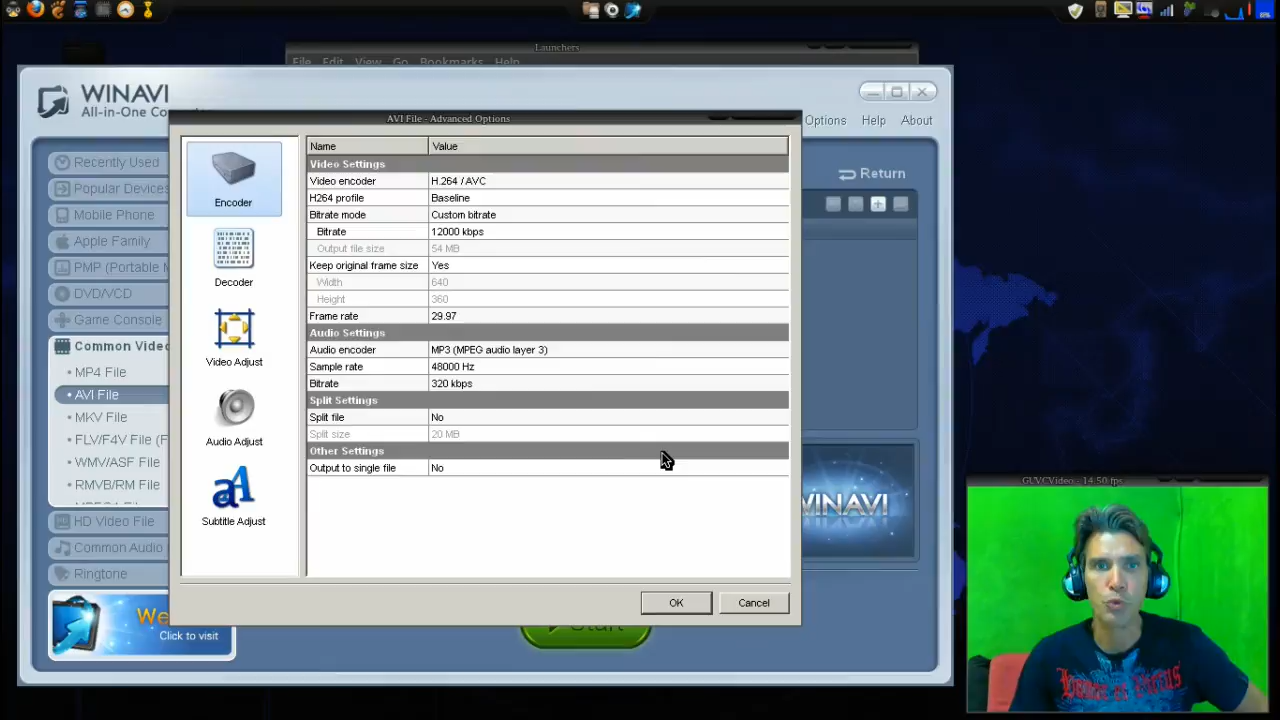 Launchers
File Edit View Go Bookmarks Help
WINAVI
All-in-One Co
Options Help About
AVI File - Advanced Options
Recently Used
Popular Devices
Mobile Phone
Apple Family
PMP (Portable M
DVD/VCD
Game Console
Common Vide
• MP4 File
• AVI File
• MKV File
• FLV/F4V File (F
• WMV/ASF File
• RMVB/RM File
HD Video File
Common Audio
Ringtone
We
Click to visit
Encoder
Decoder
Video Adjust
Audio Adjust
Subtitle Adjust
Name Value
Video Settings
Video encoder H.264 / AVC
H264 profile Baseline
Bitrate mode Custom bitrate
Bitrate 12000 kbps
Output file size 54 MB
Keep original frame size Yes
Width 640
Height 360
Frame rate 29.97
Audio Settings
Audio encoder MP3 (MPEG audio layer 3)
Sample rate 48000 Hz
Bitrate 320 kbps
Split Settings
Split file No
Split size 20 MB
Other Settings
Output to single file No
OK Cancel
Start
Return
WINAVI
GUVCVideo - 14.50 fps